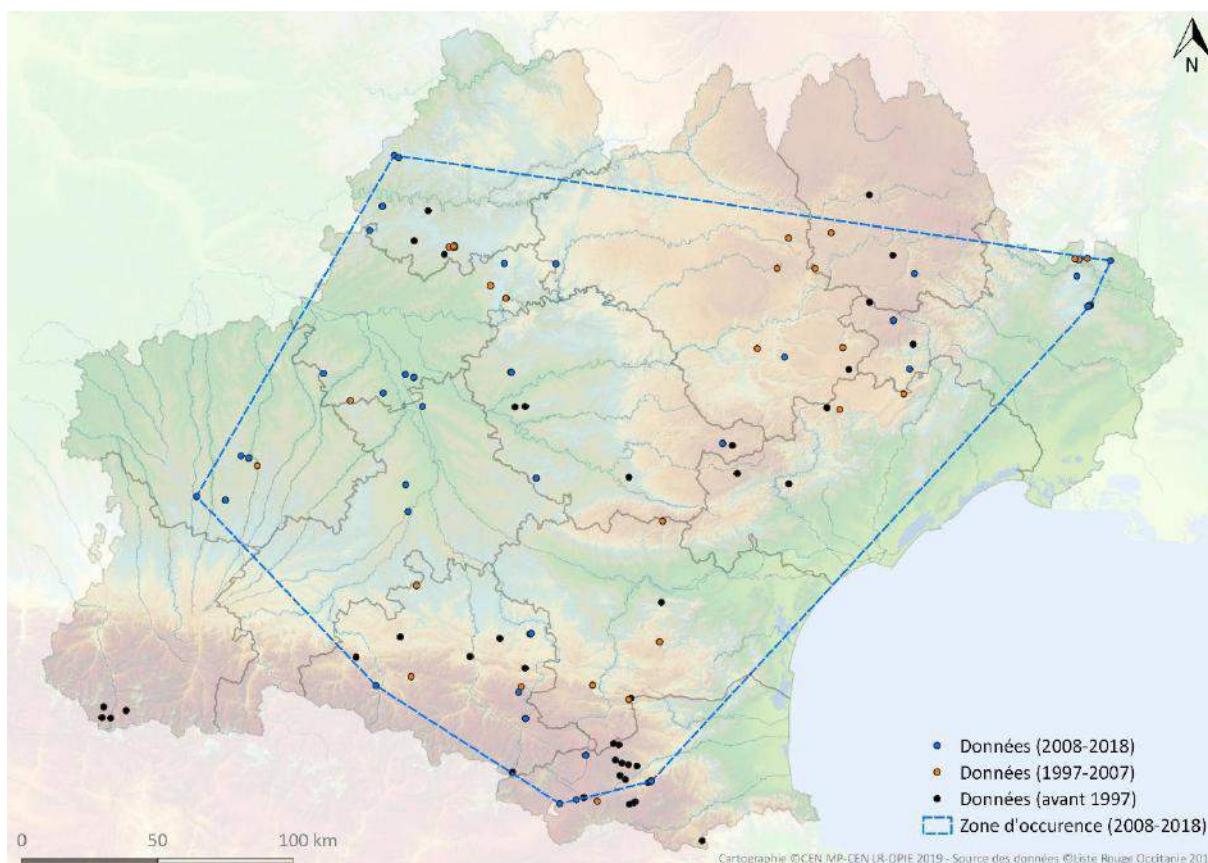 N
Données (2008-2018)
Données (1997-2007)
Données (avant 1997)
Zone d'occurence (2008-2018)
0 50 100 km
Cartographie ©CEN MP-CEN LR-OPIE 2019 - Source des données ©Liste Rouge Occitanie 201